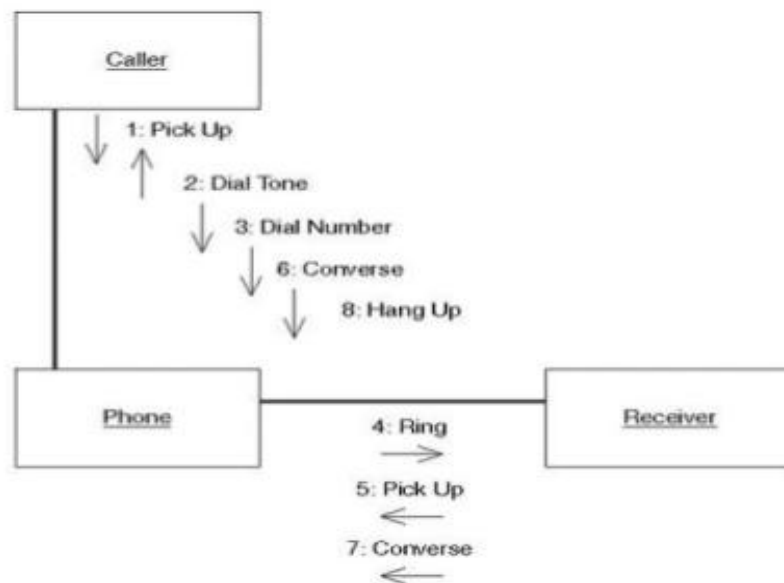 Caller
1: Pick Up
2: Dial Tone
3: Dial Number
6: Converse
8: Hang Up
Phone
Receiver
4: Ring
5: Pick Up
7: Converse